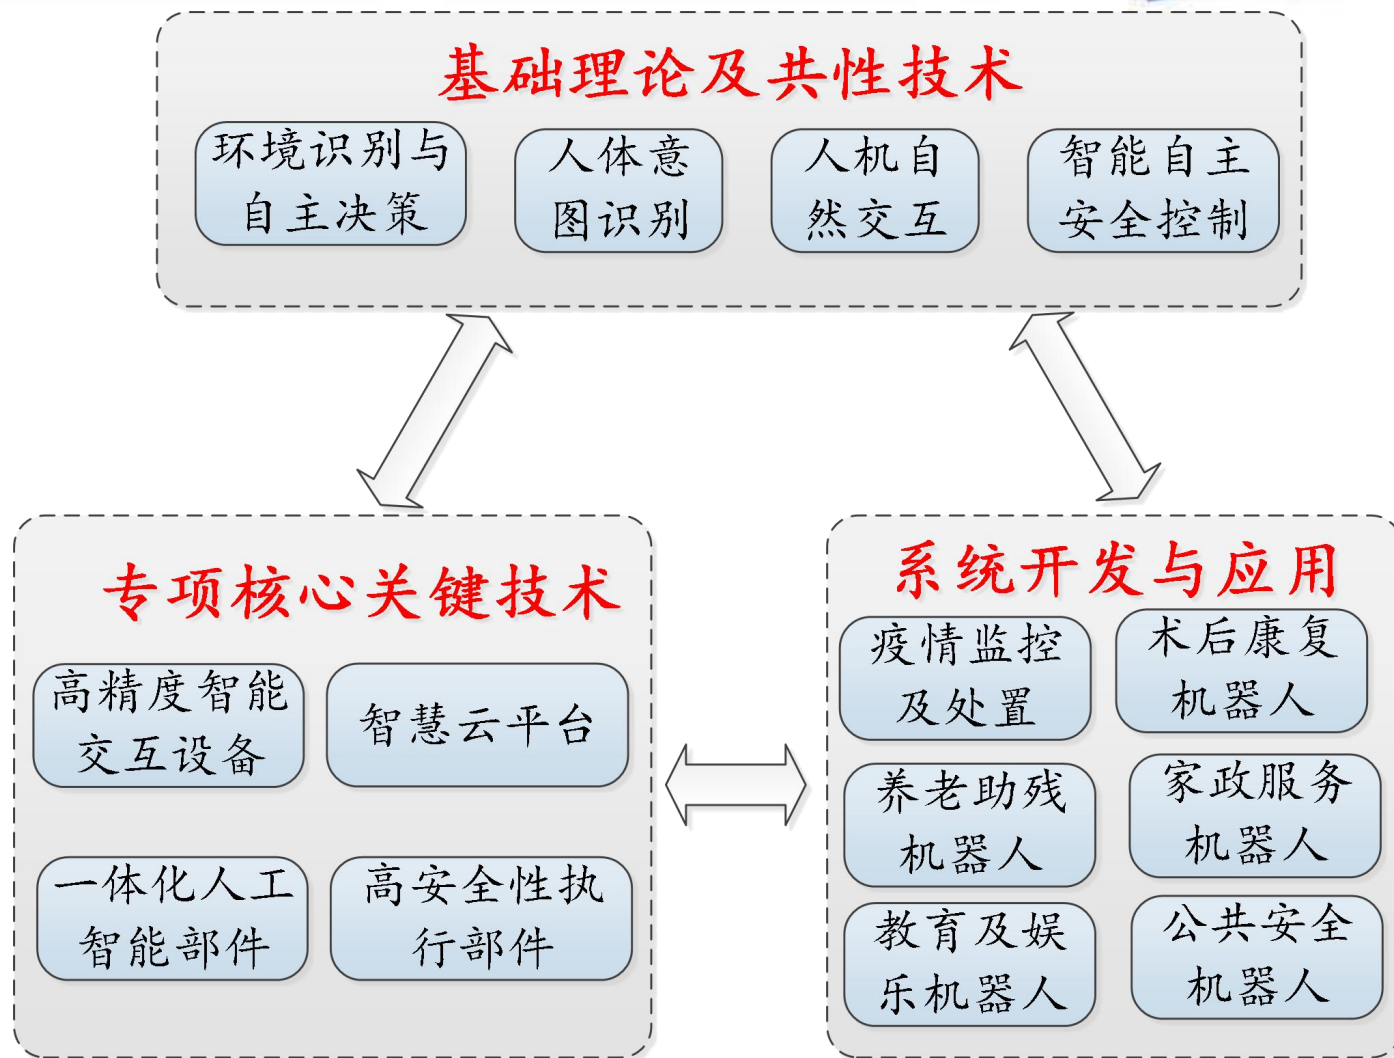 基础理论及共性技术
环境识别与
自主决策
人体意
图识别
人机自
然交互
智能自主
安全控制
专项核心关键技术
高精度智能
交互设备
智慧云平台
一体化人工
智能部件
高安全性执
行部件
系统开发与应用
疫情监控
及处置
术后康复
机器人
养老助残
机器人
家政服务
机器人
教育及娱
乐机器人
公共安全
机器人